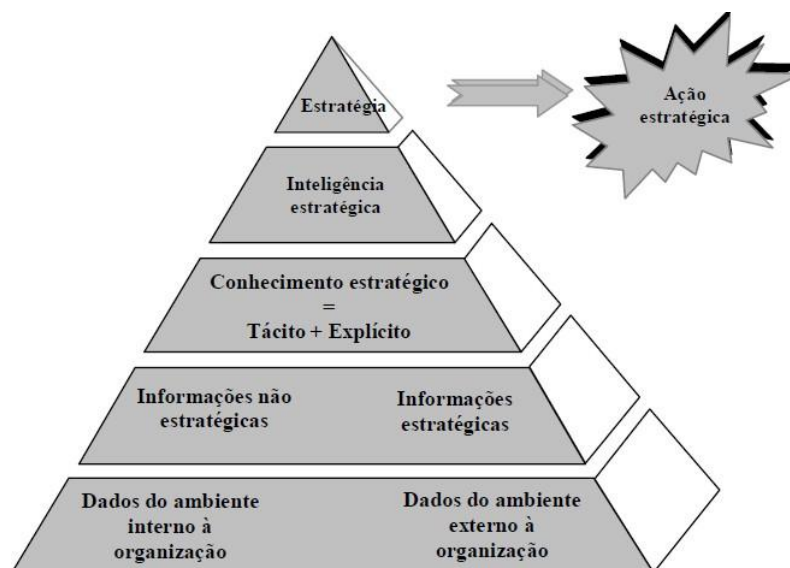 Estratégia
Ação
estratégica
Inteligência
estratégica
Conhecimento estratégico
=
Tácito + Explícito
Informações não
estratégicas
Informações
estratégicas
Dados do ambiente
interno à
organização
Dados do ambiente
externo à
organização